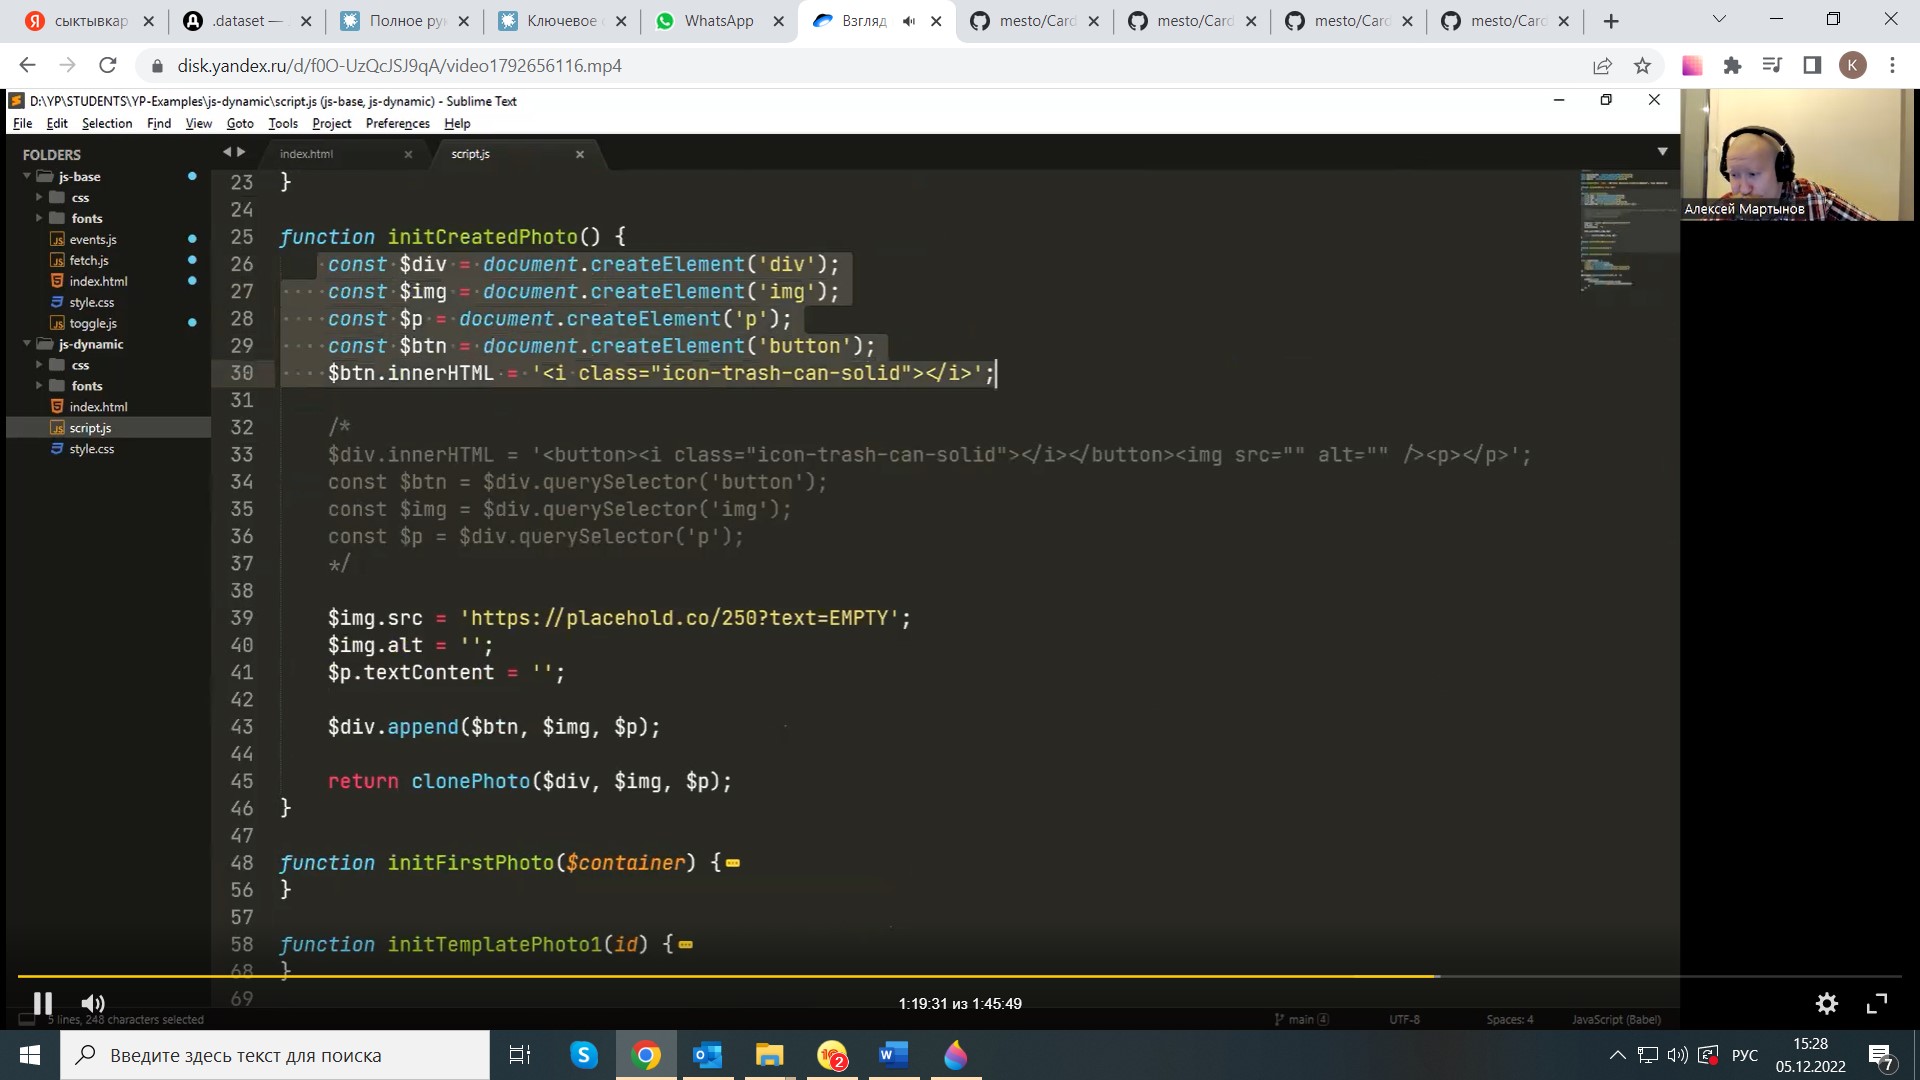 сыктывкар
.dataset —
Полное рук
Ключевое с
WhatsApp
Взгляд
mesto/Card
mesto/Card
mesto/Card
mesto/Card
disk.yandex.ru/d/f0O-UzQcJSJ9qA/video1792656116.mp4
K
D:\YP\STUDENTS\YP-Examples\js-dynamic\script.js (js-base, js-dynamic) - Sublime Text
File Edit Selection Find View Goto Tools Project Preferences Help
FOLDERS
js-base
css
fonts
events.js
fetch.js
index.html
style.css
toggle.js
js-dynamic
css
fonts
index.html
script.js
style.css
index.html
script.js
23 }
24
25 function initCreatedPhoto() {
26 const $div = document.createElement('div');
27 const $img = document.createElement('img');
28 const $p = document.createElement('p');
29 const $btn = document.createElement('button');
30 $btn.innerHTML = '<i class="icon-trash-can-solid"></i>';
31
32 /*
33 $div.innerHTML = '<button><i class="icon-trash-can-solid"></i></button><img src="" alt="" /><p></p>';
34 const $btn = $div.querySelector('button');
35 const $img = $div.querySelector('img');
36 const $p = $div.querySelector('p');
37 */
38
39 $img.src = 'https://placehold.co/250?text=EMPTY';
40 $img.alt = '';
41 $p.textContent = '';
42
43 $div.append($btn, $img, $p);
44
45 return clonePhoto($div, $img, $p);
46 }
47
48 function initFirstPhoto($container) {
56 }
57
58 function initTemplatePhoto1(id) {
68 }
69
Алексей Мартынов
1:19:31 из 1:45:49
5 lines, 248 characters selected
main 4
UTF-8
Spaces: 4
JavaScript (Babel)
Введите здесь текст для поиска
2
РУС
15:28
05.12.2022
7